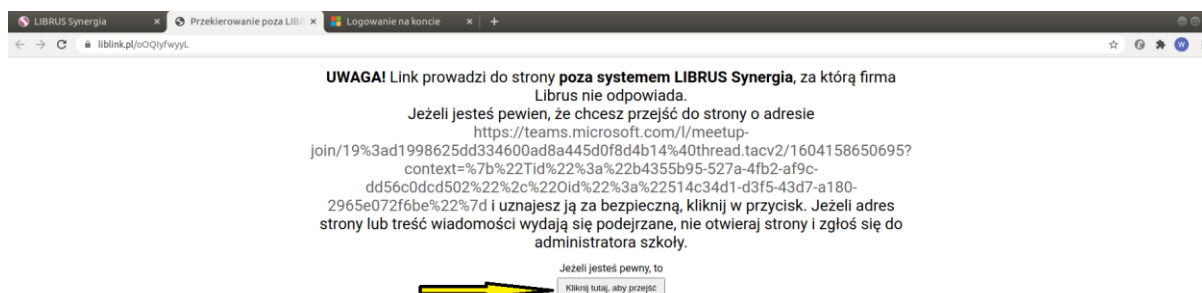 LIBRUS Synergia
Przekierowanie poza LIBR
Logowanie na koncie
liblink.pl/oOQIyfwyyL
W
UWAGA! Link prowadzi do strony poza systemem LIBRUS Synergia, za którą firma
Librus nie odpowiada.
Jeżeli jesteś pewien, że chcesz przejść do strony o adresie
https://teams.microsoft.com/l/meetup-
join/19%3ad1998625dd334600ad8a445d0f8d4b14%40thread.tacv2/1604158650695?
context=%7b%22Tid%22%3a%22b4355b95-527a-4fb2-af9c-
dd56c0dcd502%22%2c%22Oid%22%3a%22514c34d1-d3f5-43d7-a180-
2965e072f6be%22%7d i uznajesz ją za bezpieczną, kliknij w przycisk. Jeżeli adres
strony lub treść wiadomości wydają się podejrzane, nie otwieraj strony i zgłoś się do
administratora szkoły.
Jeżeli jesteś pewny, to
Kliknij tutaj, aby przejść